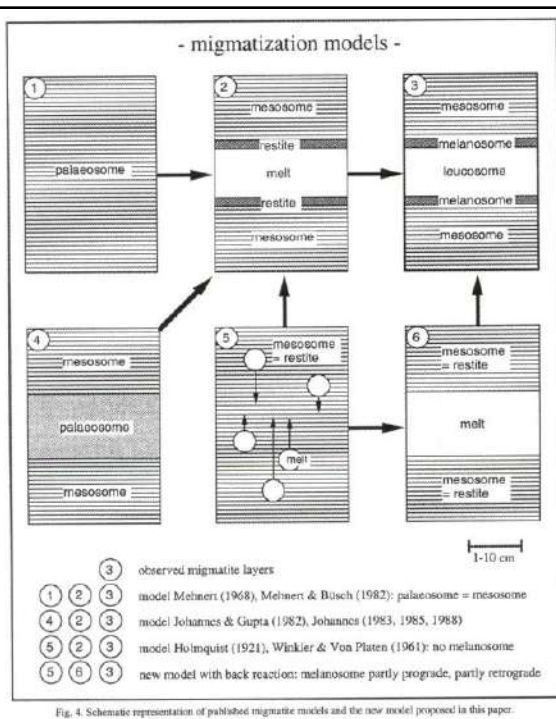 - migmatization models -
1
palaeosome
2
mesosome
restite
melt
restite
mesosome
3
mesosome
melanosome
leucosome
melanosome
mesosome
4
mesosome
palaeosome
mesosome
5
mesosome
= restite
melt
6
mesosome
= restite
melt
mesosome
= restite
1-10 cm
3 observed migmatite layers
1 2 3 model Mehnert (1968), Mehnert & Büsch (1982): palaeosome = mesosome
4 2 3 model Johannes & Gupta (1982), Johannes (1983, 1985, 1988)
5 2 3 model Holmquist (1921), Winkler & Von Platen (1961): no melanosome
5 6 3 new model with back reaction: melanosome partly prograde, partly retrograde
Fig. 4. Schematic representation of published migmatite models and the new model proposed in this paper.